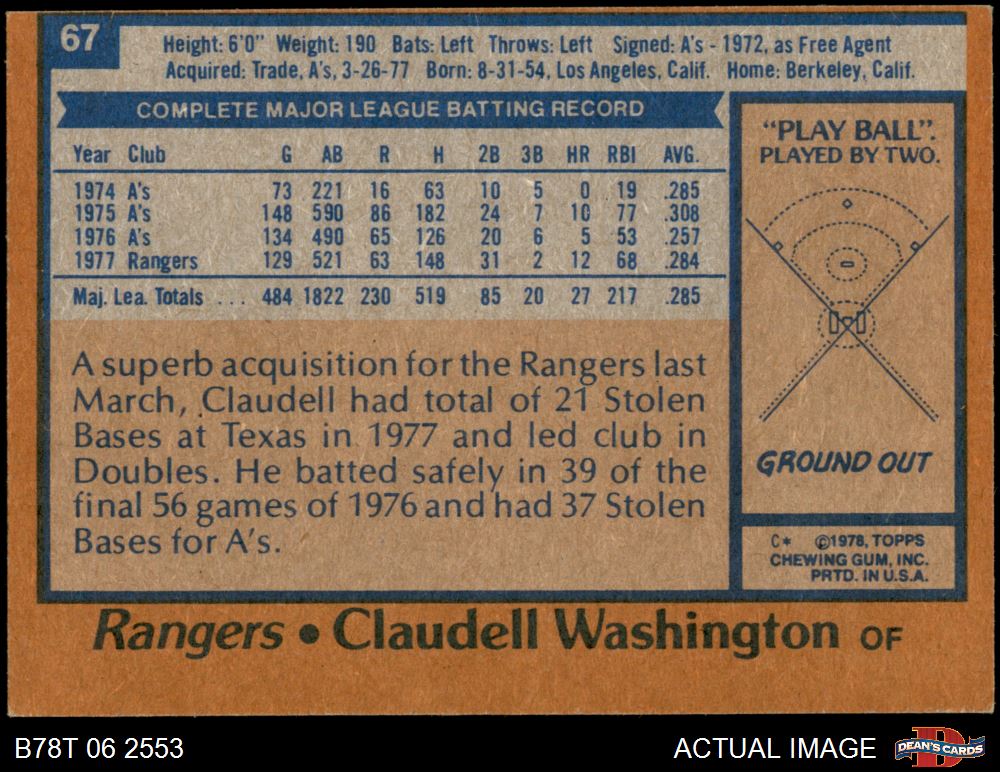 67
Height: 6'0" Weight: 190 Bats: Left Throws: Left Signed: A's - 1972, as Free Agent
Acquired: Trade, A's, 3-26-77 Born: 8-31-54, Los Angeles, Calif. Home: Berkeley, Calif.
COMPLETE MAJOR LEAGUE BATTING RECORD
Year Club G AB R H 2B 3B HR RBI AVG.
1974 A's 73 221 16 63 10 5 0 19 .285
1975 A's 148 590 86 182 24 7 10 77 .308
1976 A's 134 490 65 126 20 6 5 53 .257
1977 Rangers 129 521 63 148 31 2 12 68 .284
Maj. Lea. Totals ... 484 1822 230 519 85 20 27 217 .285
A superb acquisition for the Rangers last
March, Claudell had total of 21 Stolen
Bases at Texas in 1977 and led club in
Doubles. He batted safely in 39 of the
final 56 games of 1976 and had 37 Stolen
Bases for A's.
"PLAY BALL".
PLAYED BY TWO.
GROUND OUT
C* ©1978, TOPPS
CHEWING GUM, INC.
PRTD. IN U.S.A.
Rangers • Claudell Washington OF
B78T 06 2553
ACTUAL IMAGE
D
DEAN'S CARDS